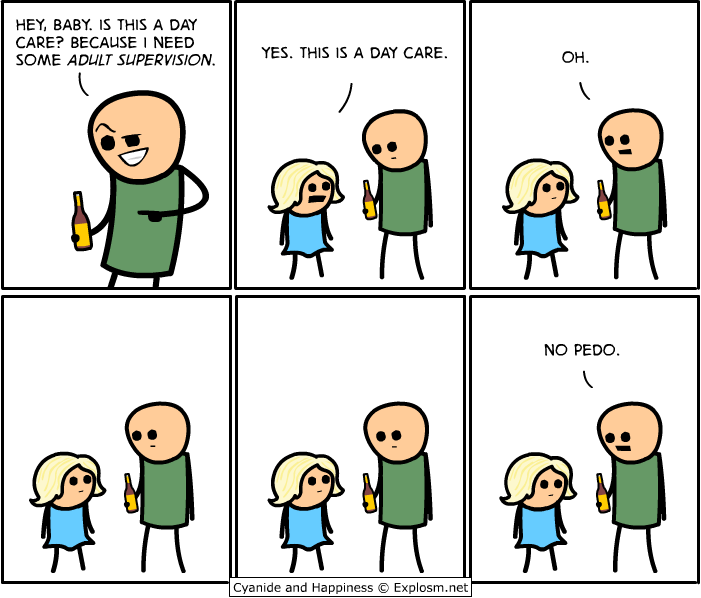 HEY, BABY. IS THIS A DAY
CARE? BECAUSE I NEED
SOME ADULT SUPERVISION.
YES. THIS IS A DAY CARE.
OH.
NO PEDO.
Cyanide and Happiness © Explosm.net